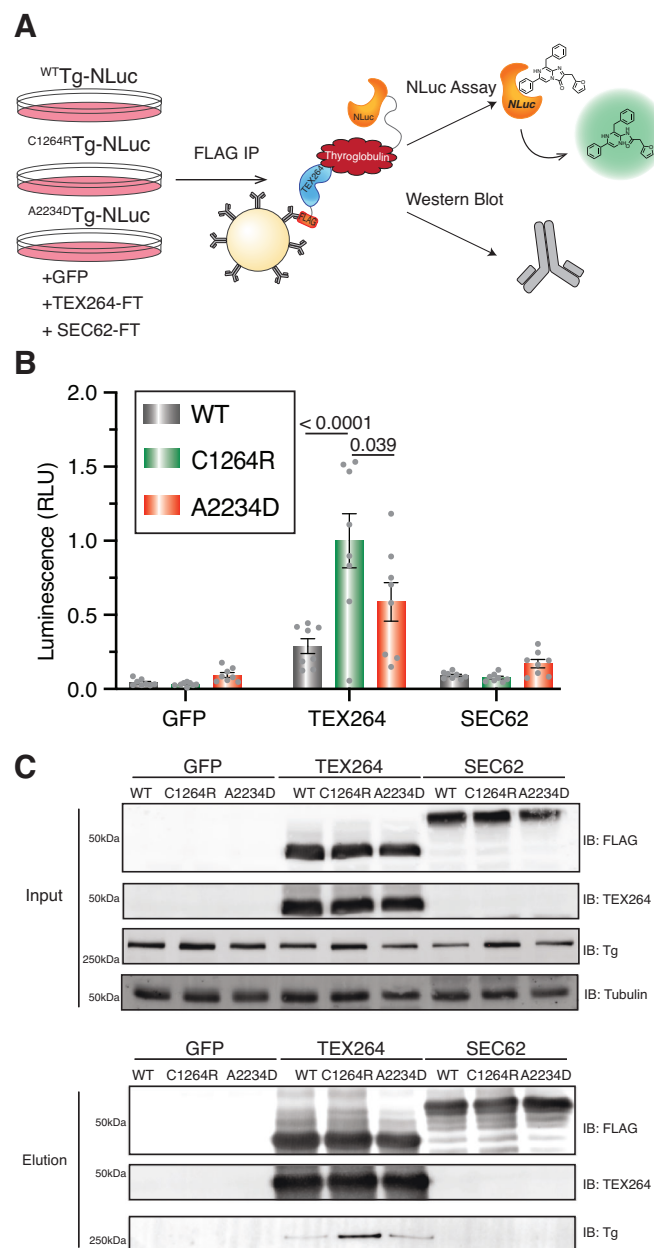 A
WTTg-NLuc
C1264RTg-NLuc
A2234DTg-NLuc
+GFP
+TEX264-FT
+ SEC62-FT
FLAG IP
NLuc
Thyroglobulin
TEX264
FLAG
NLuc Assay
NLuc
Western Blot
B
Luminescence (RLU)
2.0
1.5
1.0
0.5
0.0
WT
C1264R
A2234D
< 0.0001
0.039
GFP TEX264 SEC62
C
GFP TEX264 SEC62
WT C1264R A2234D WT C1264R A2234D WT C1264R A2234D
Input
50kDa IB: FLAG
50kDa IB: TEX264
250kDa IB: Tg
50kDa IB: Tubulin
GFP TEX264 SEC62
WT C1264R A2234D WT C1264R A2234D WT C1264R A2234D
Elution
50kDa IB: FLAG
50kDa IB: TEX264
250kDa IB: Tg